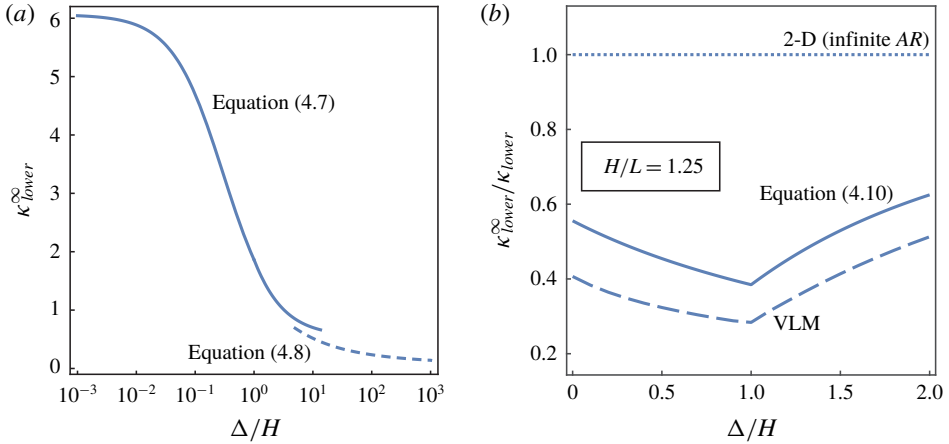 (a)
6
5
4
3
2
1
0
κ^∞_lower
Equation (4.7)
Equation (4.8)
10^−3 10^−2 10^−1 10^0 10^1 10^2 10^3
Δ/H
(b)
1.0
0.8
0.6
0.4
0.2
κ^∞_lower/κ_lower
2-D (infinite AR)
H/L = 1.25
Equation (4.10)
VLM
0 0.5 1.0 1.5 2.0
Δ/H